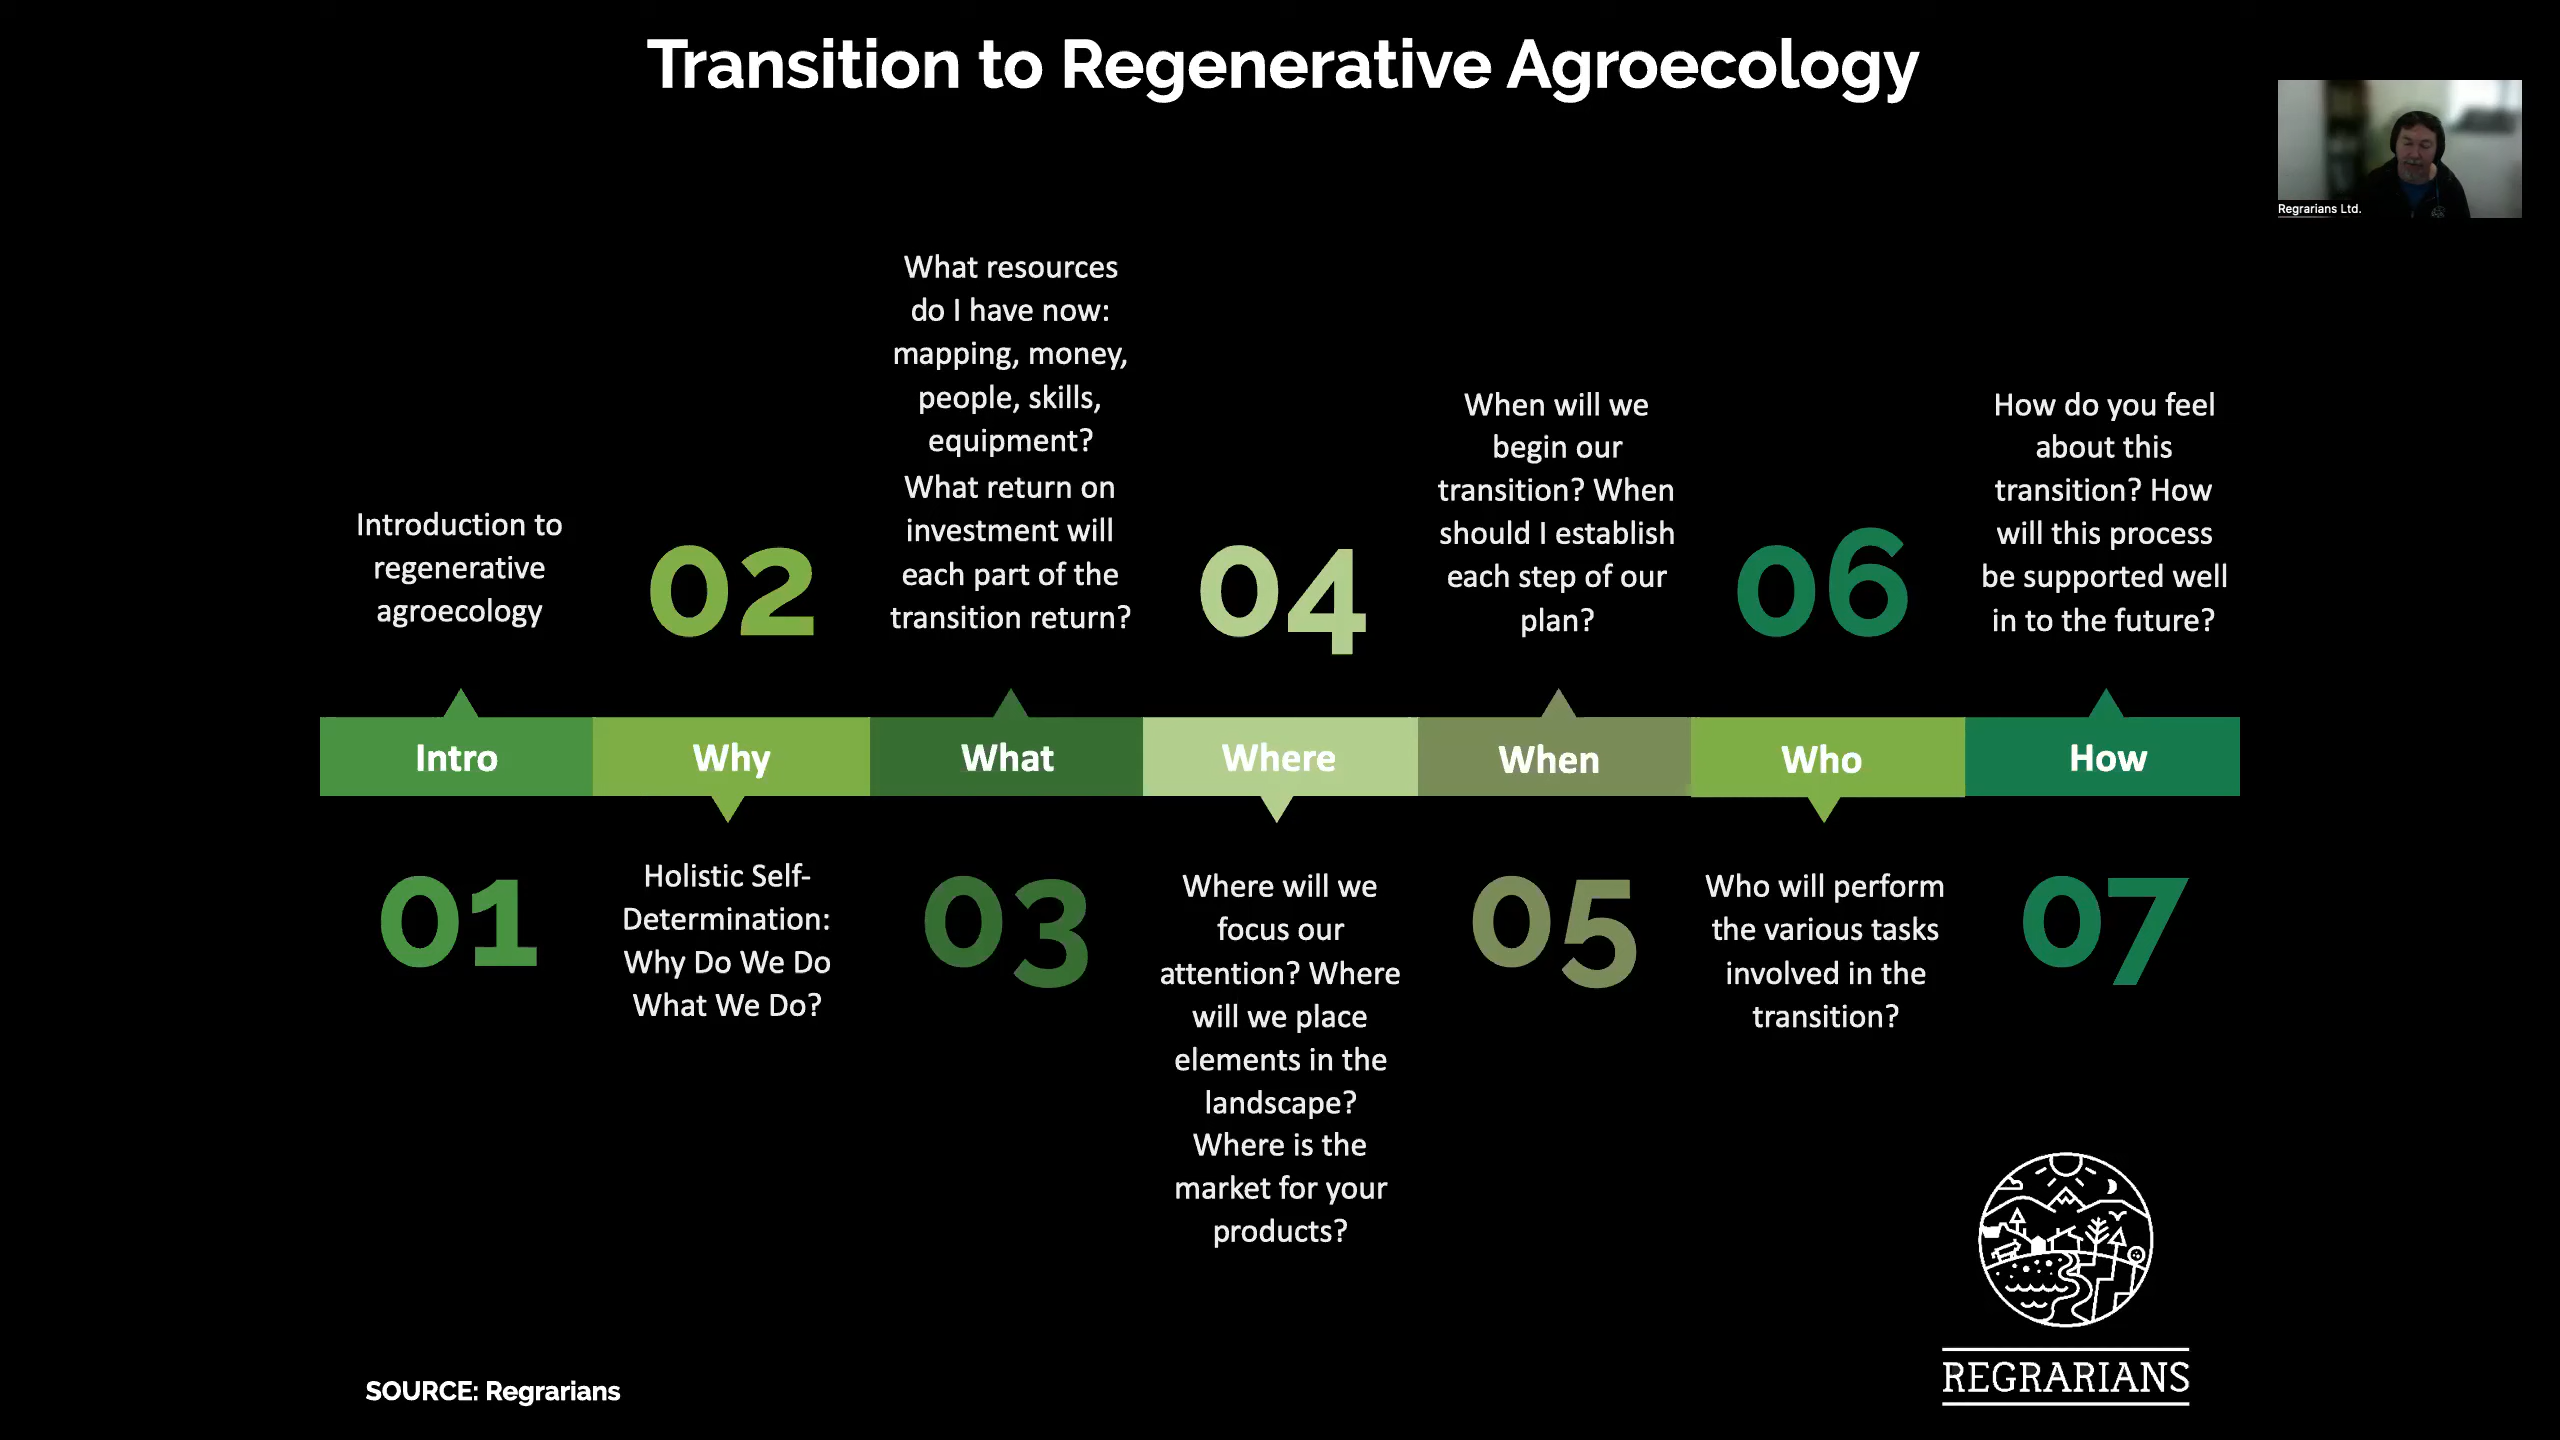 Transition to Regenerative Agroecology
Regrarians Ltd.
Introduction to
regenerative
agroecology
Intro
01
02
Why
Holistic Self-
Determination:
Why Do We Do
What We Do?
What resources
do I have now:
mapping, money,
people, skills,
equipment?
What return on
investment will
each part of the
transition return?
What
03
04
Where
Where will we
focus our
attention? Where
will we place
elements in the
landscape?
Where is the
market for your
products?
When will we
begin our
transition? When
should I establish
each step of our
plan?
When
05
06
Who
Who will perform
the various tasks
involved in the
transition?
How do you feel
about this
transition? How
will this process
be supported well
in to the future?
How
07
SOURCE: Regrarians
REGRARIANS